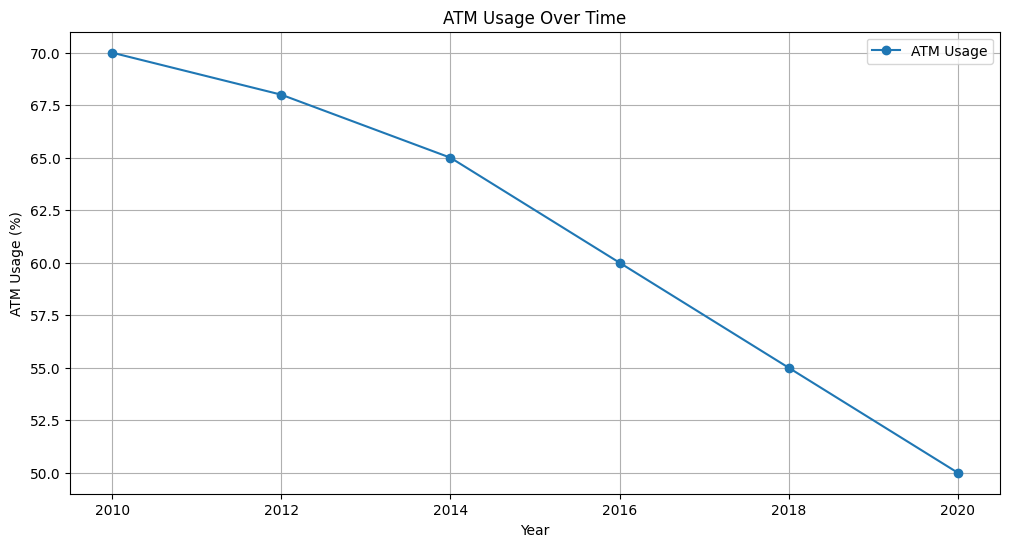 ATM Usage Over Time
ATM Usage
ATM Usage (%)
70.0
67.5
65.0
62.5
60.0
57.5
55.0
52.5
50.0
2010 2012 2014 2016 2018 2020
Year